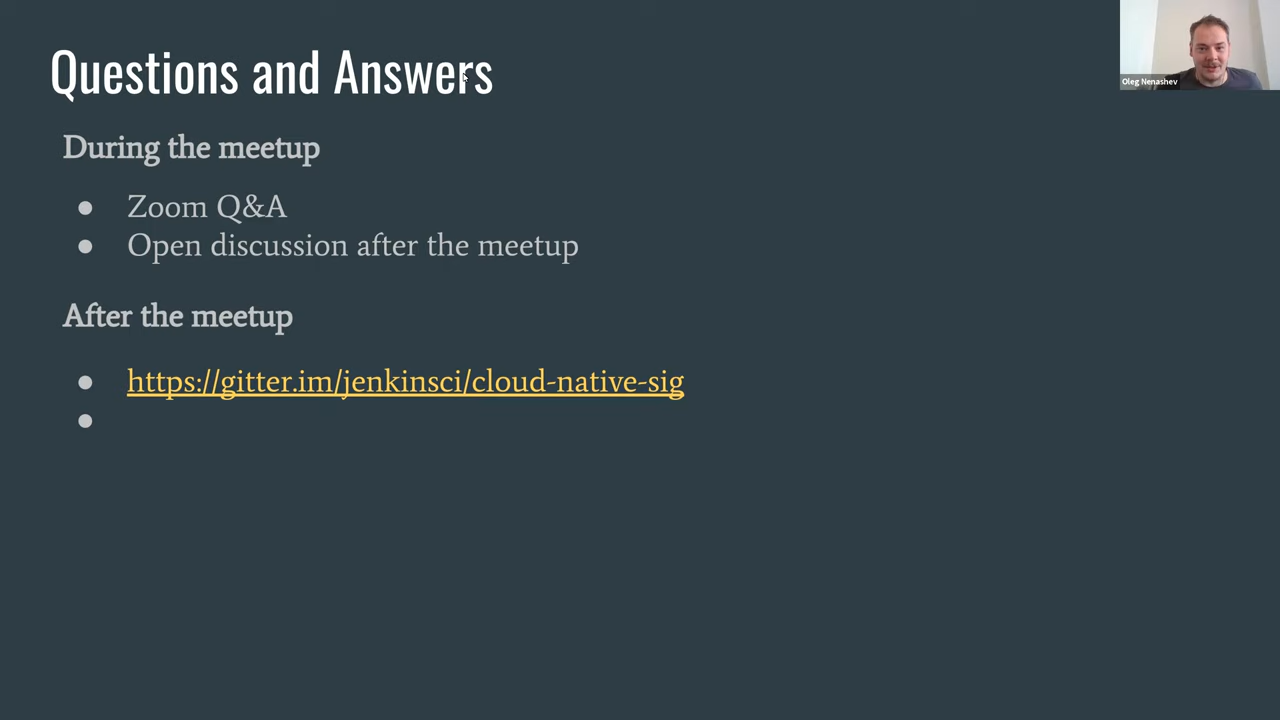 Questions and Answers
Oleg Nenashev
During the meetup
● Zoom Q&A
● Open discussion after the meetup
After the meetup
● https://gitter.im/jenkinsci/cloud-native-sig
●